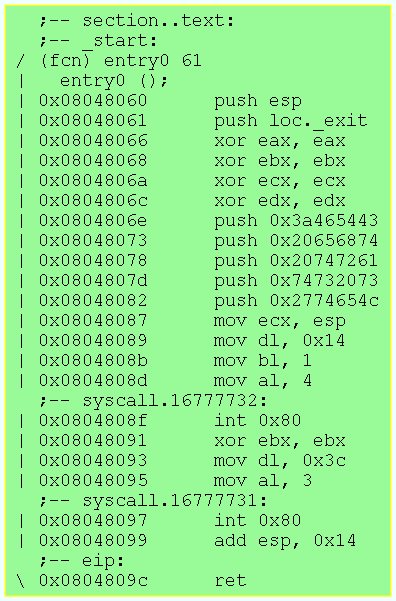 ;-- section..text:
;-- _start:
/ (fcn) entry0 61
|   entry0 ();
| 0x08048060      push esp
| 0x08048061      push loc._exit
| 0x08048066      xor eax, eax
| 0x08048068      xor ebx, ebx
| 0x0804806a      xor ecx, ecx
| 0x0804806c      xor edx, edx
| 0x0804806e      push 0x3a465443
| 0x08048073      push 0x20656874
| 0x08048078      push 0x20747261
| 0x0804807d      push 0x74732073
| 0x08048082      push 0x2774654c
| 0x08048087      mov ecx, esp
| 0x08048089      mov dl, 0x14
| 0x0804808b      mov bl, 1
| 0x0804808d      mov al, 4
;-- syscall.16777732:
| 0x0804808f      int 0x80
| 0x08048091      xor ebx, ebx
| 0x08048093      mov dl, 0x3c
| 0x08048095      mov al, 3
;-- syscall.16777731:
| 0x08048097      int 0x80
| 0x08048099      add esp, 0x14
;-- eip:
\ 0x0804809c      ret